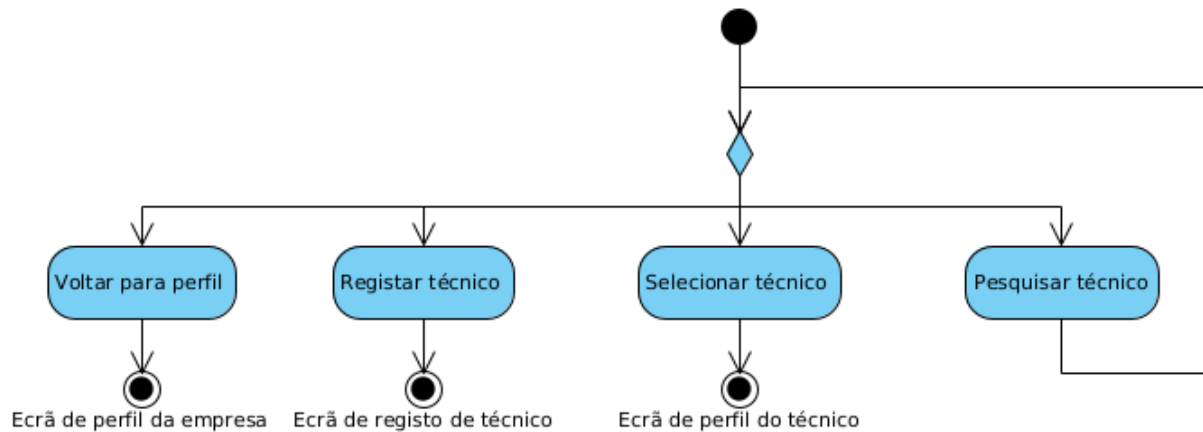 Voltar para perfil
Registar técnico
Selecionar técnico
Pesquisar técnico
Ecrã de perfil da empresa
Ecrã de registo de técnico
Ecrã de perfil do técnico